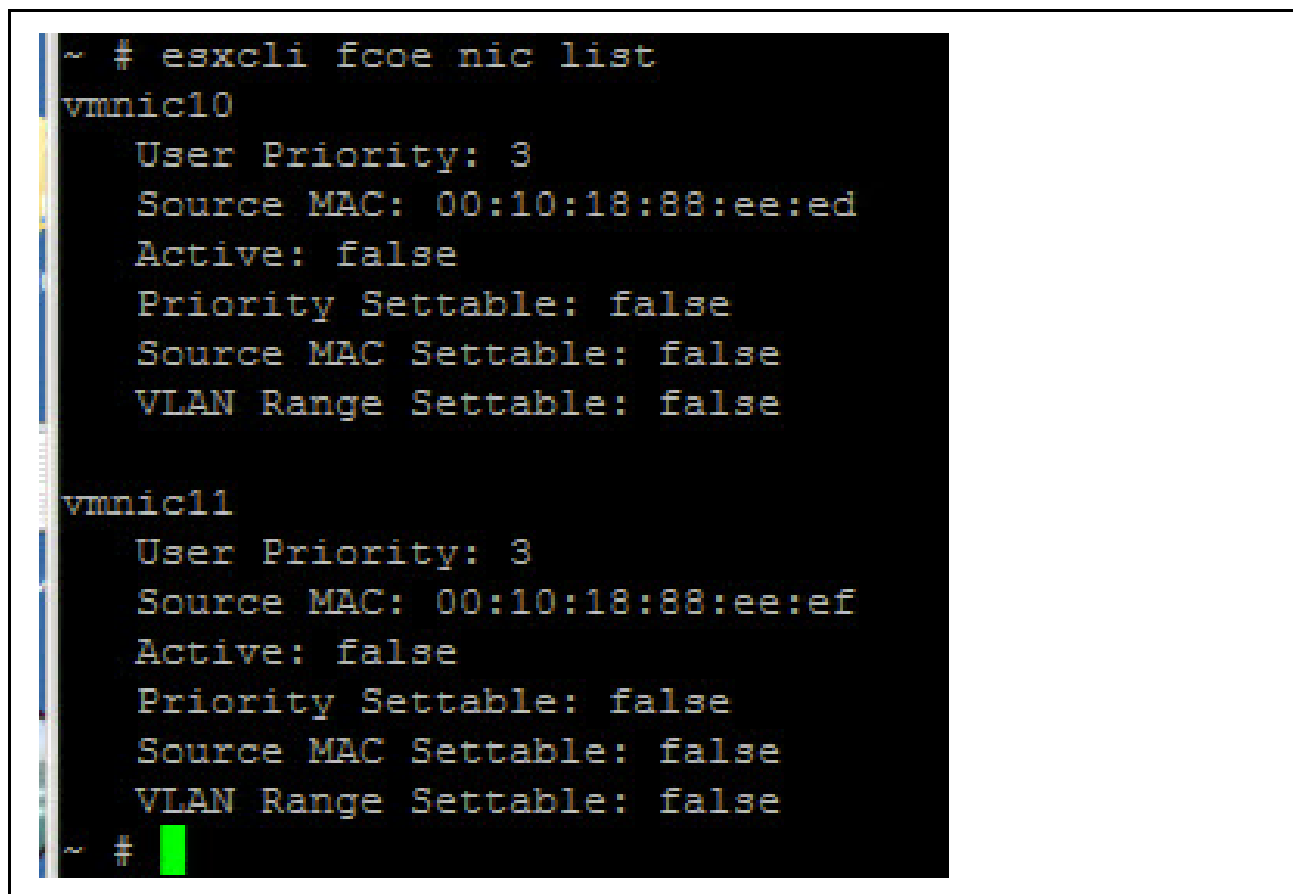 ~ # esxcli fcoe nic list
vmnic10
   User Priority: 3
   Source MAC: 00:10:18:88:ee:ed
   Active: false
   Priority Settable: false
   Source MAC Settable: false
   VLAN Range Settable: false

vmnic11
   User Priority: 3
   Source MAC: 00:10:18:88:ee:ef
   Active: false
   Priority Settable: false
   Source MAC Settable: false
   VLAN Range Settable: false
~ #